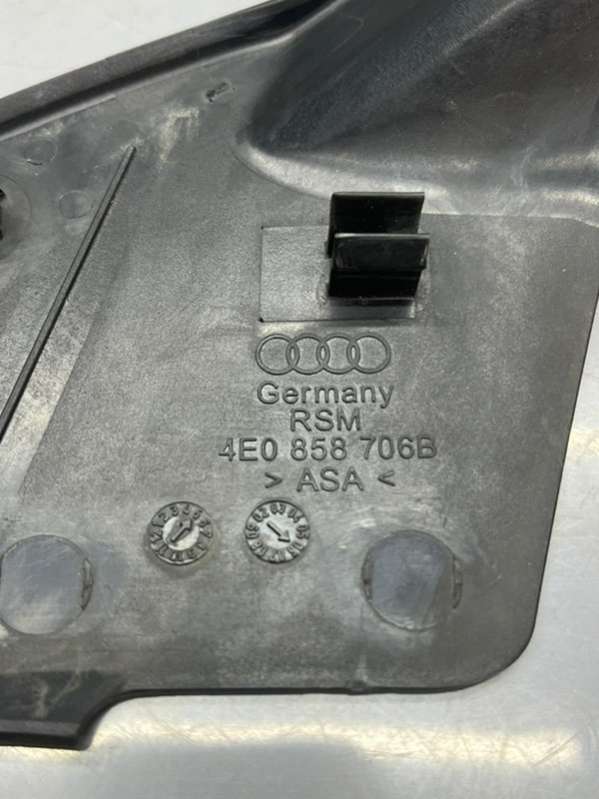 Germany
RSM
4E0 858 706B
> ASA <